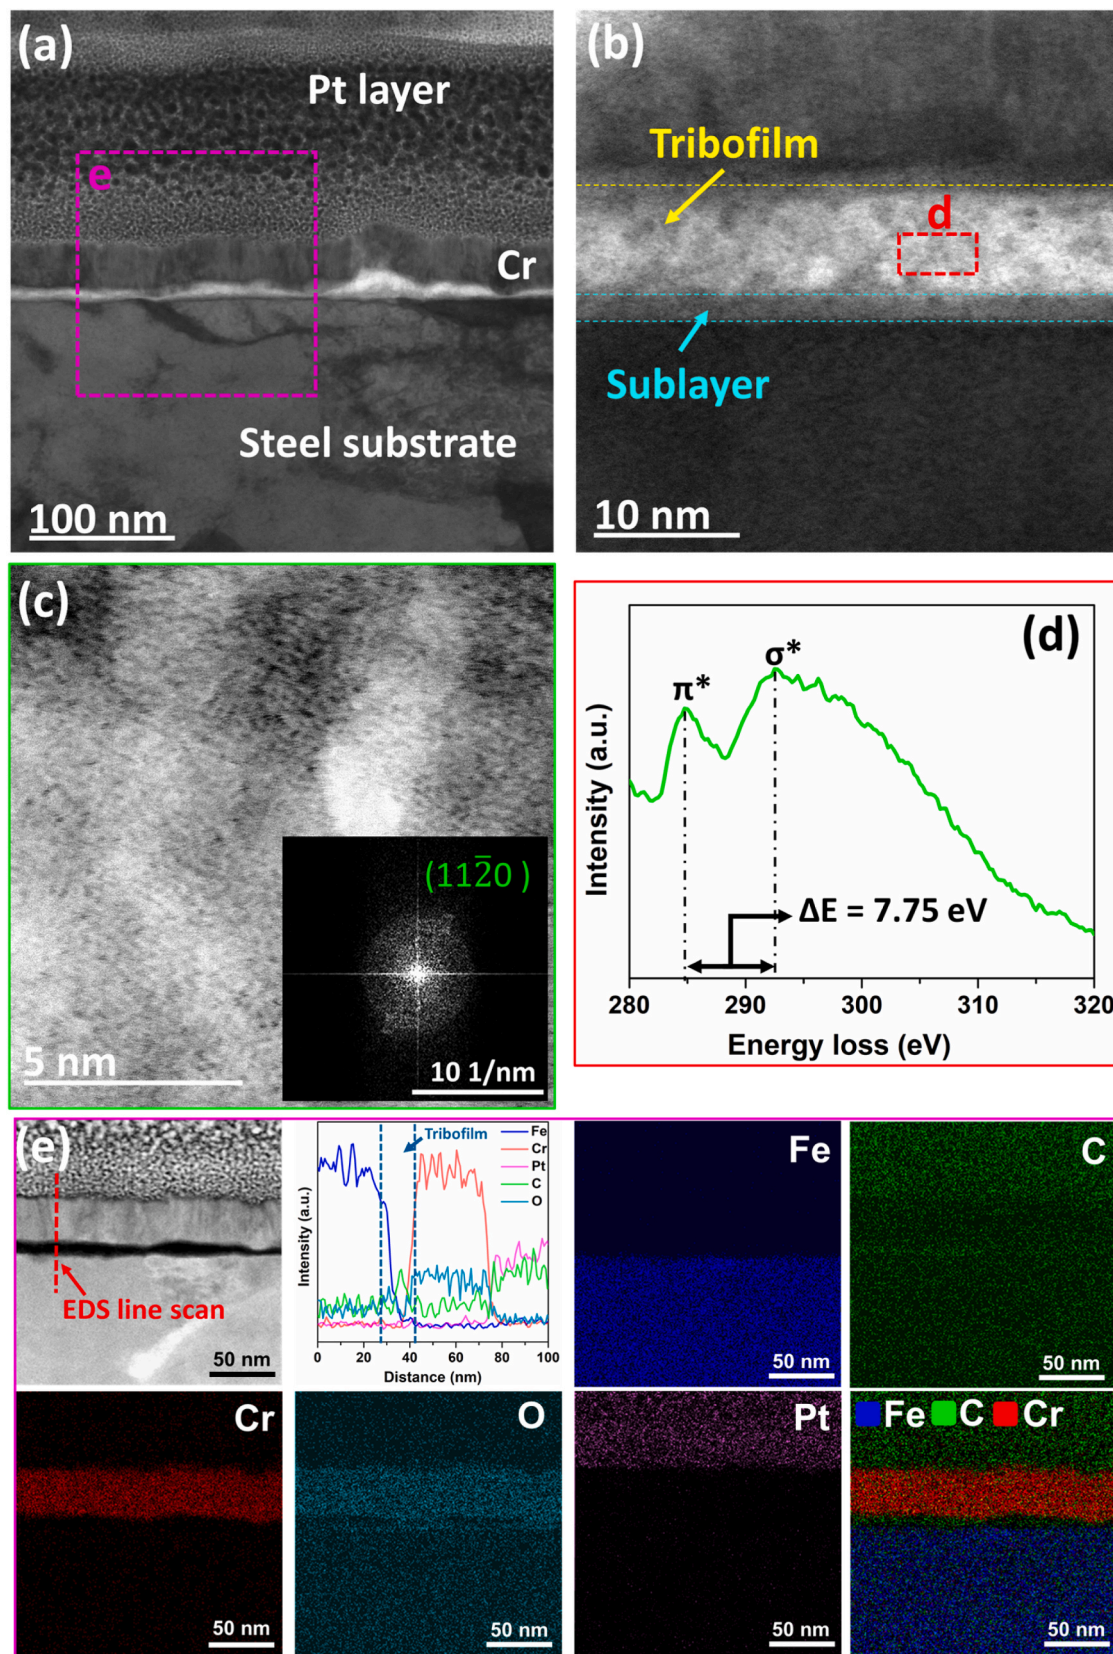 (a)
Pt layer
e
Cr
Steel substrate
100 nm
(b)
Tribofilm
d
Sublayer
10 nm
(c)
(112̄0 )
5 nm
10 1/nm
(d)
π*
σ*
ΔE = 7.75 eV
Intensity (a.u.)
280 290 300 310 320
Energy loss (eV)
(e)
EDS line scan
50 nm
Tribofilm
Fe
Cr
Pt
C
O
Intensity (a.u.)
0 20 40 60 80 100
Distance (nm)
Fe
50 nm
C
50 nm
Cr
50 nm
O
50 nm
Pt
50 nm
Fe C Cr
50 nm